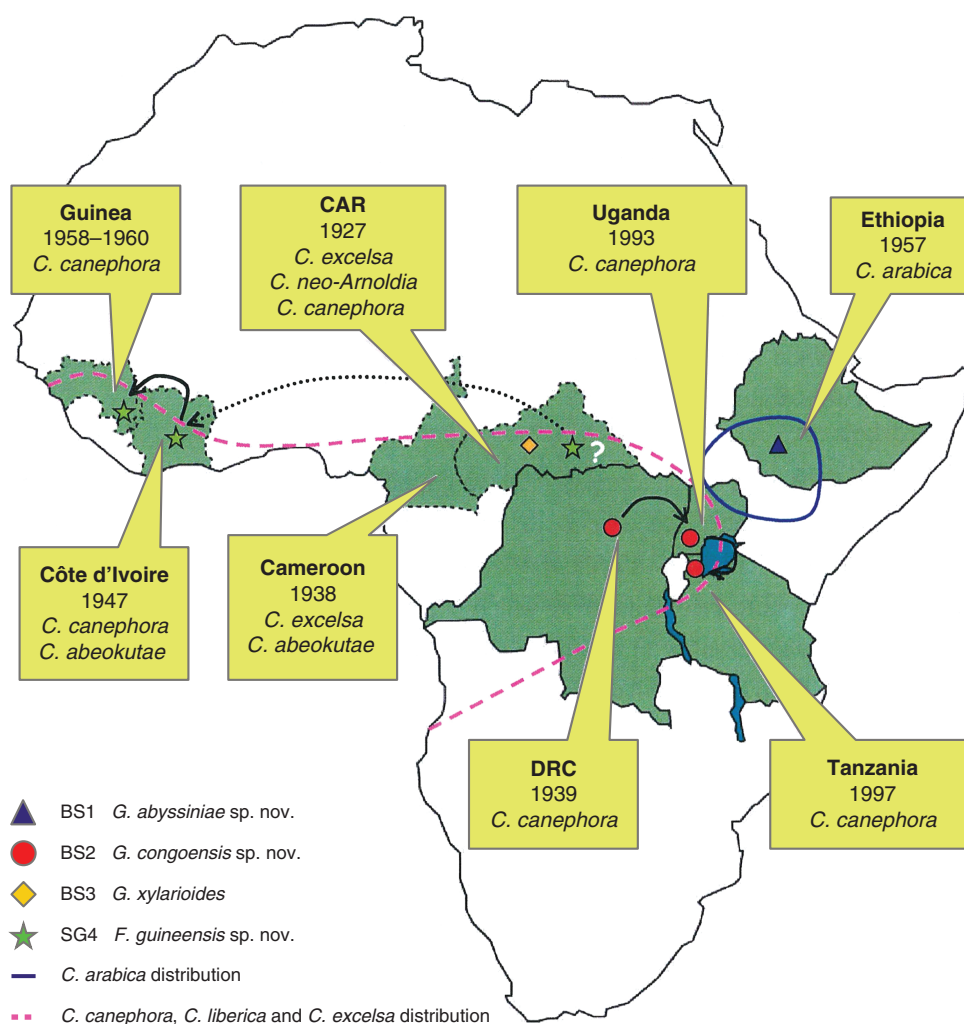 Guinea
1958–1960
C. canephora
CAR
1927
C. excelsa
C. neo-Arnoldia
C. canephora
Uganda
1993
C. canephora
Ethiopia
1957
C. arabica
?
Côte d'Ivoire
1947
C. canephora
C. abeokutae
Cameroon
1938
C. excelsa
C. abeokutae
DRC
1939
C. canephora
Tanzania
1997
C. canephora
BS1 G. abyssiniae sp. nov.
BS2 G. congoensis sp. nov.
BS3 G. xylarioides
SG4 F. guineensis sp. nov.
C. arabica distribution
C. canephora, C. liberica and C. excelsa distribution